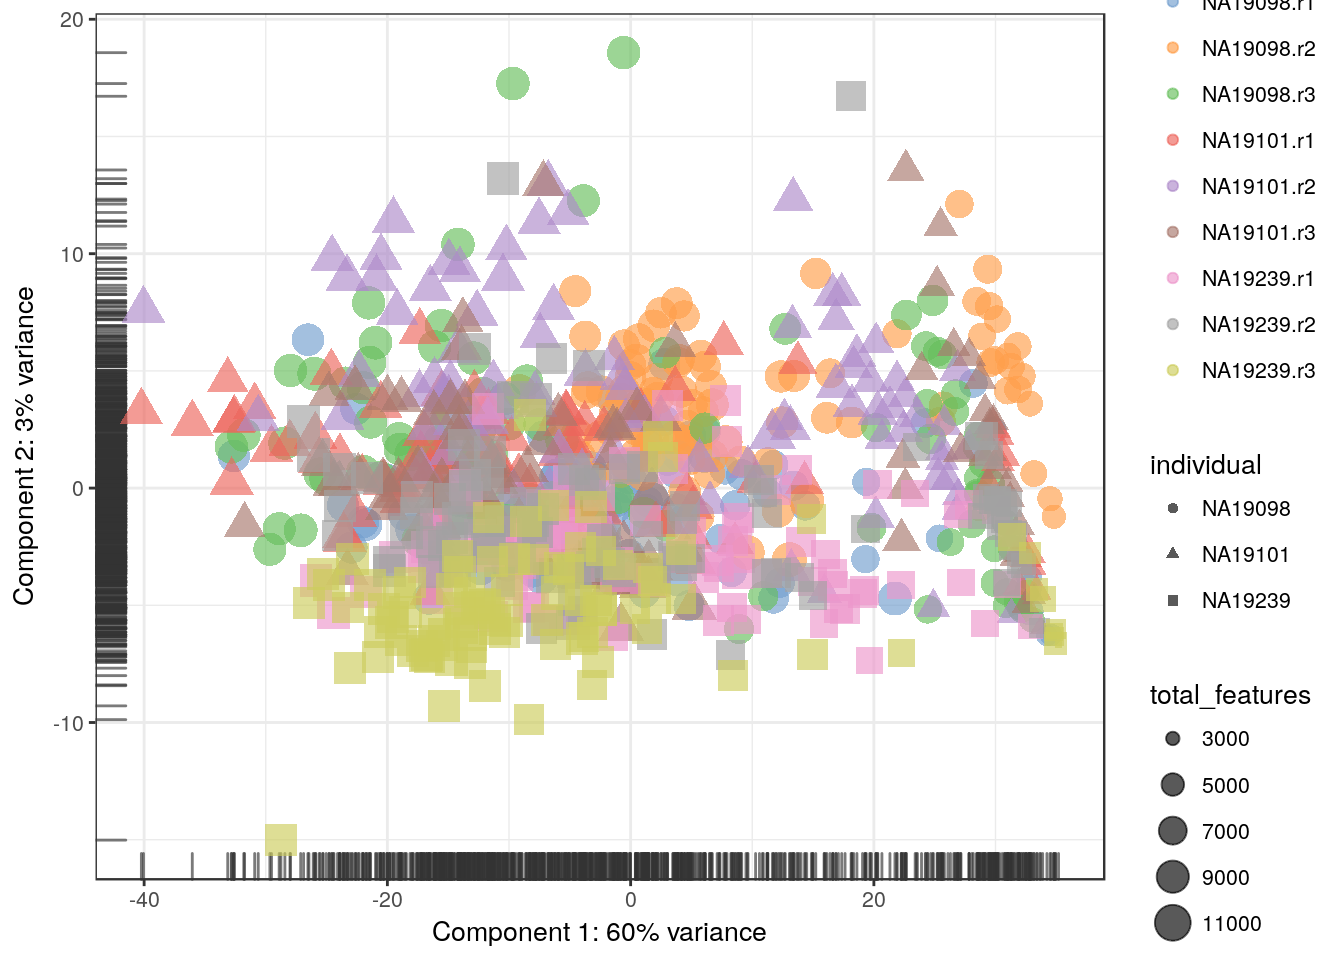 NA19098.r1
NA19098.r2
NA19098.r3
NA19101.r1
NA19101.r2
NA19101.r3
NA19239.r1
NA19239.r2
NA19239.r3
individual
NA19098
NA19101
NA19239
total_features
3000
5000
7000
9000
11000
20
10
0
-10
Component 2: 3% variance
-40
-20
0
20
Component 1: 60% variance